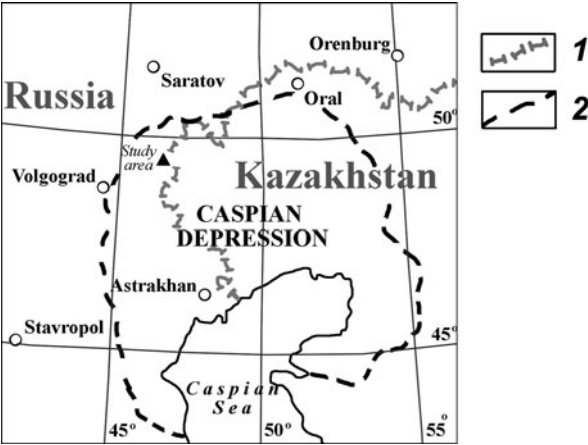 Orenburg
Saratov
Oral
Russia
50°
Study
area
Kazakhstan
Volgograd
CASPIAN
DEPRESSION
Astrakhan
Stavropol
45°
Caspian
Sea
45°
50°
55°
1
2